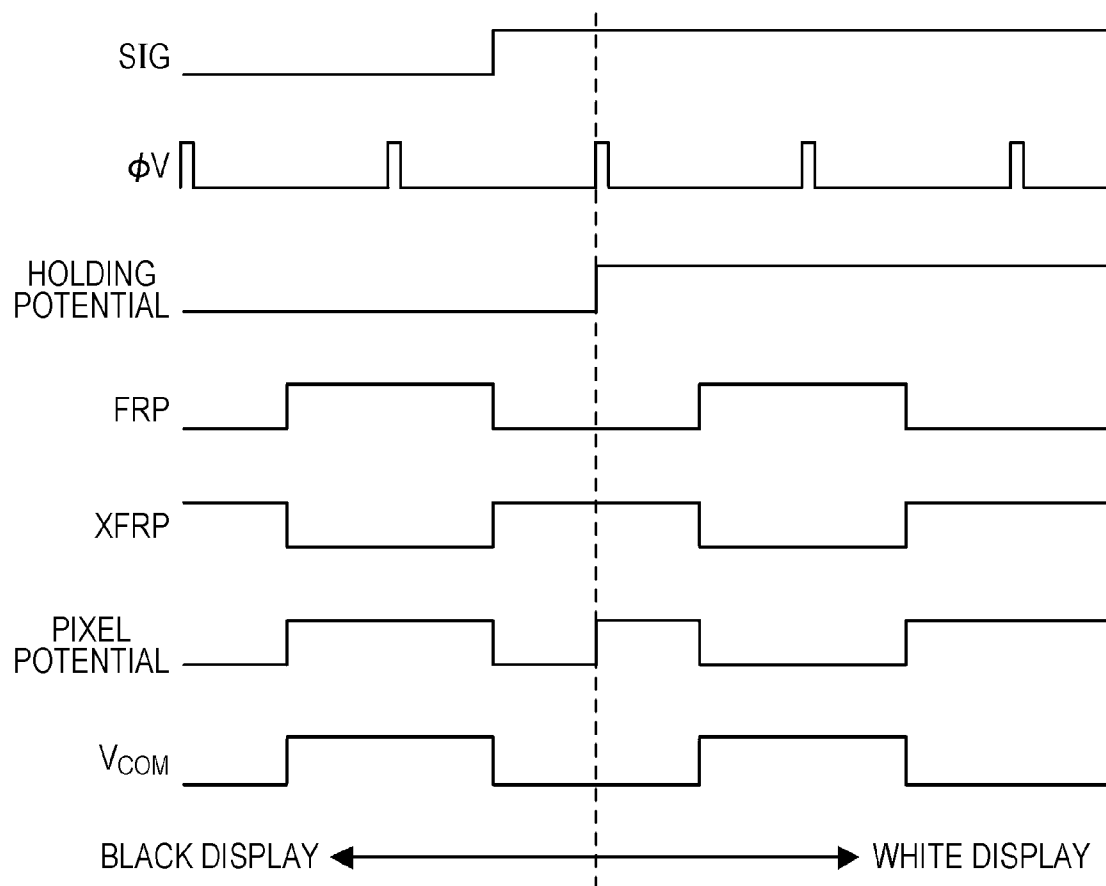 SIG
ϕV
HOLDING
POTENTIAL
FRP
XFRP
PIXEL
POTENTIAL
VCOM
BLACK DISPLAY
WHITE DISPLAY